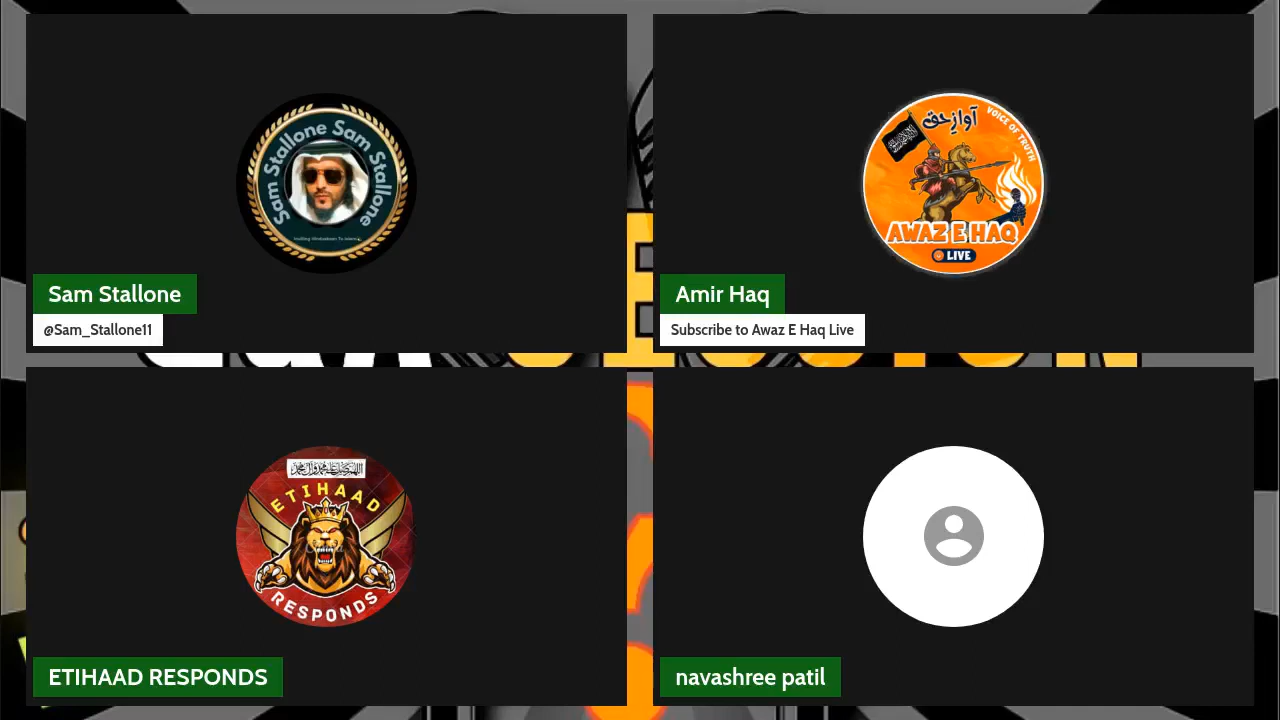 Sam Stallone Sam Stallone
Sam Stallone
@Sam_Stallone11
آوازِحق
VOICE OF TRUTH
AWAZ E HAQ
LIVE
Amir Haq
Subscribe to Awaz E Haq Live
ETIHAAD
RESPONDS
ETIHAAD RESPONDS
navashree patil